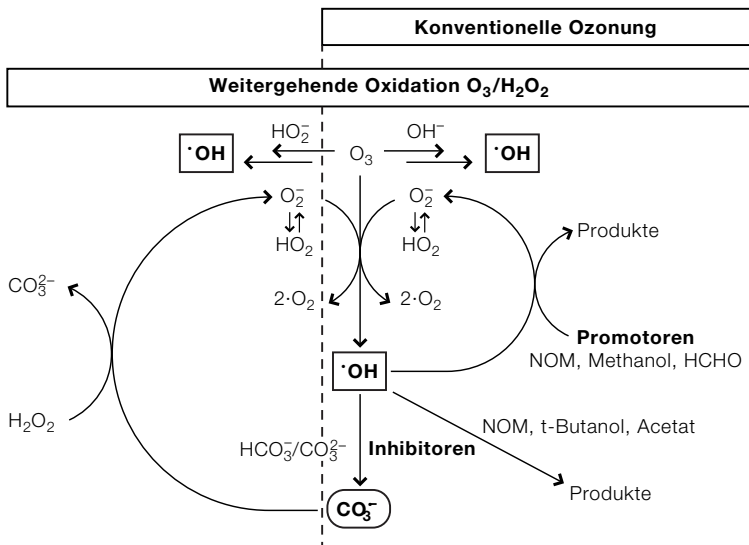 Konventionelle Ozonung
Weitergehende Oxidation O₃/H₂O₂
HO₂⁻ OH⁻
·OH O₃ ·OH
O₂⁻ O₂⁻
Produkte
HO₂ HO₂
CO₃²⁻
2·O₂ 2·O₂
Promotoren
NOM, Methanol, HCHO
·OH
H₂O₂ NOM, t-Butanol, Acetat
HCO₃⁻/CO₃²⁻ Inhibitoren
CO₃·⁻ Produkte